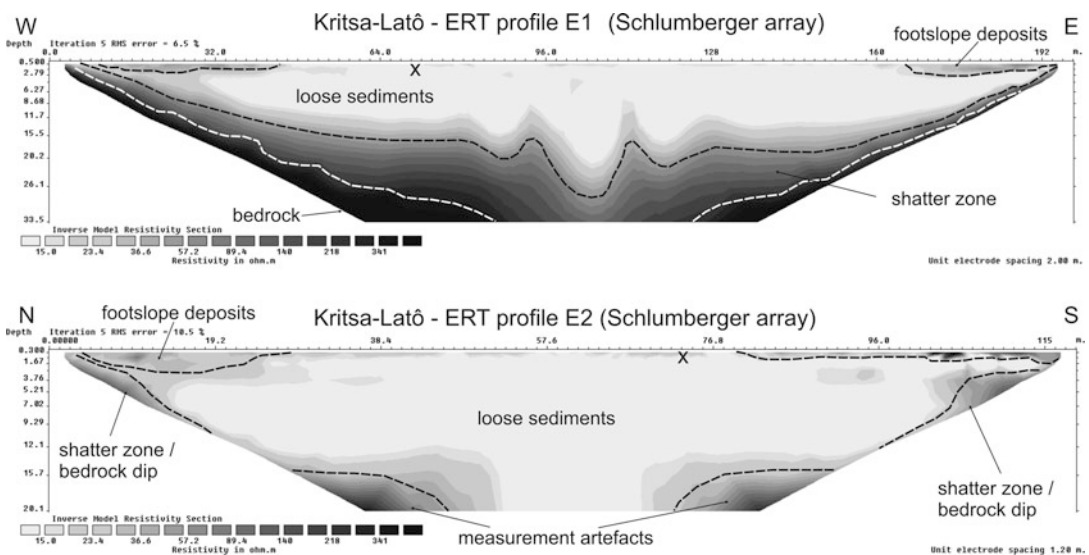 W
Kritsa-Latô - ERT profile E1 (Schlumberger array)
E
Depth Iteration 5 RMS error = 6.5 %
0.0 32.0 64.0 96.0 128 160 192 m.
footslope deposits
0.500
2.79
6.27
8.60
11.7
15.5
20.2
26.1
33.5
x
loose sediments
shatter zone
bedrock
Inverse Model Resistivity Section
15.0 23.4 36.6 57.2 89.4 140 218 341
Resistivity in ohm.m
Unit electrode spacing 2.00 m.
N
footslope deposits
Kritsa-Latô - ERT profile E2 (Schlumberger array)
S
Depth Iteration 5 RMS error = 10.5 %
0.00000 19.2 38.4 57.6 76.8 96.0 115 m.
0.300
1.67
3.76
5.21
7.02
9.29
12.1
15.7
20.1
x
loose sediments
shatter zone /
bedrock dip
shatter zone /
bedrock dip
measurement artefacts
Inverse Model Resistivity Section
15.0 23.4 36.6 57.2 89.4 140 218 341
Resistivity in ohm.m
Unit electrode spacing 1.20 m.